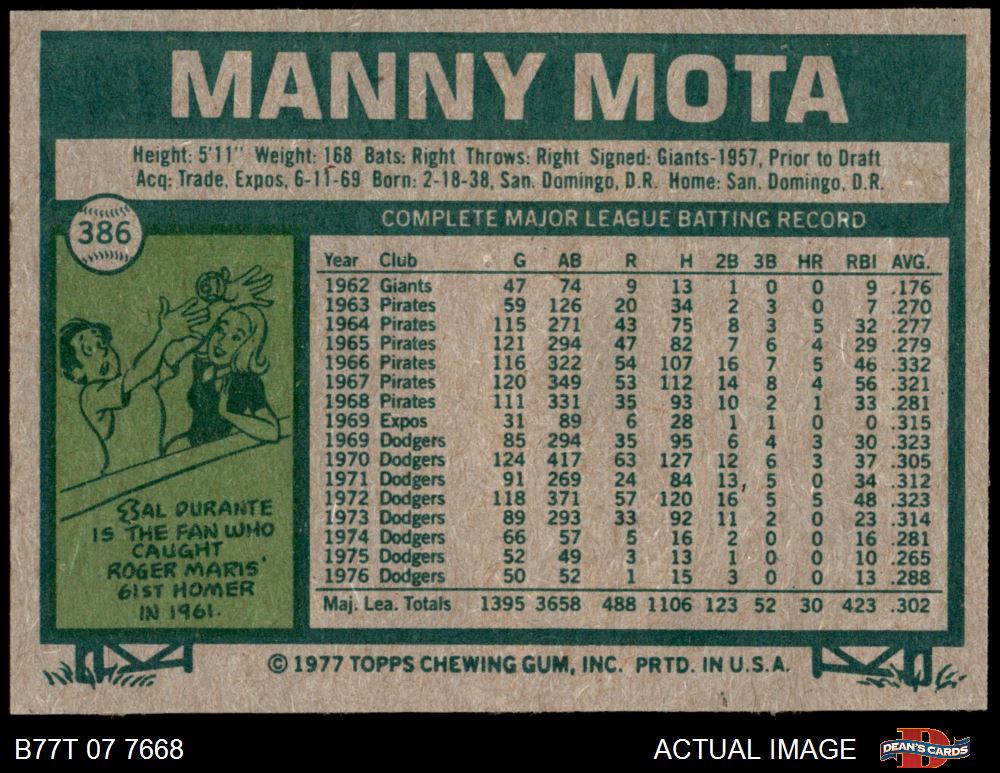 MANNY MOTA
Height: 5'11" Weight: 168 Bats: Right Throws: Right Signed: Giants-1957, Prior to Draft
Acq: Trade, Expos, 6-11-69 Born: 2-18-38, San. Domingo, D.R. Home: San. Domingo, D.R.
386
COMPLETE MAJOR LEAGUE BATTING RECORD
Year Club G AB R H 2B 3B HR RBI AVG.
1962 Giants 47 74 9 13 1 0 0 9 .176
1963 Pirates 59 126 20 34 2 3 0 7 .270
1964 Pirates 115 271 43 75 8 3 5 32 .277
1965 Pirates 121 294 47 82 7 6 4 29 .279
1966 Pirates 116 322 54 107 16 7 5 46 .332
1967 Pirates 120 349 53 112 14 8 4 56 .321
1968 Pirates 111 331 35 93 10 2 1 33 .281
1969 Expos 31 89 6 28 1 1 0 0 .315
1969 Dodgers 85 294 35 95 6 4 3 30 .323
1970 Dodgers 124 417 63 127 12 6 3 37 .305
1971 Dodgers 91 269 24 84 13 5 0 34 .312
1972 Dodgers 118 371 57 120 16 5 5 48 .323
1973 Dodgers 89 293 33 92 11 2 0 23 .314
1974 Dodgers 66 57 5 16 2 0 0 16 .281
1975 Dodgers 52 49 3 13 1 0 0 10 .265
1976 Dodgers 50 52 1 15 3 0 0 13 .288
Maj. Lea. Totals 1395 3658 488 1106 123 52 30 423 .302
SAL DURANTE
IS THE FAN WHO
CAUGHT
ROGER MARIS'
61ST HOMER
IN 1961.
© 1977 TOPPS CHEWING GUM, INC. PRTD. IN U.S.A.
B77T 07 7668
ACTUAL IMAGE
DEAN'S CARDS